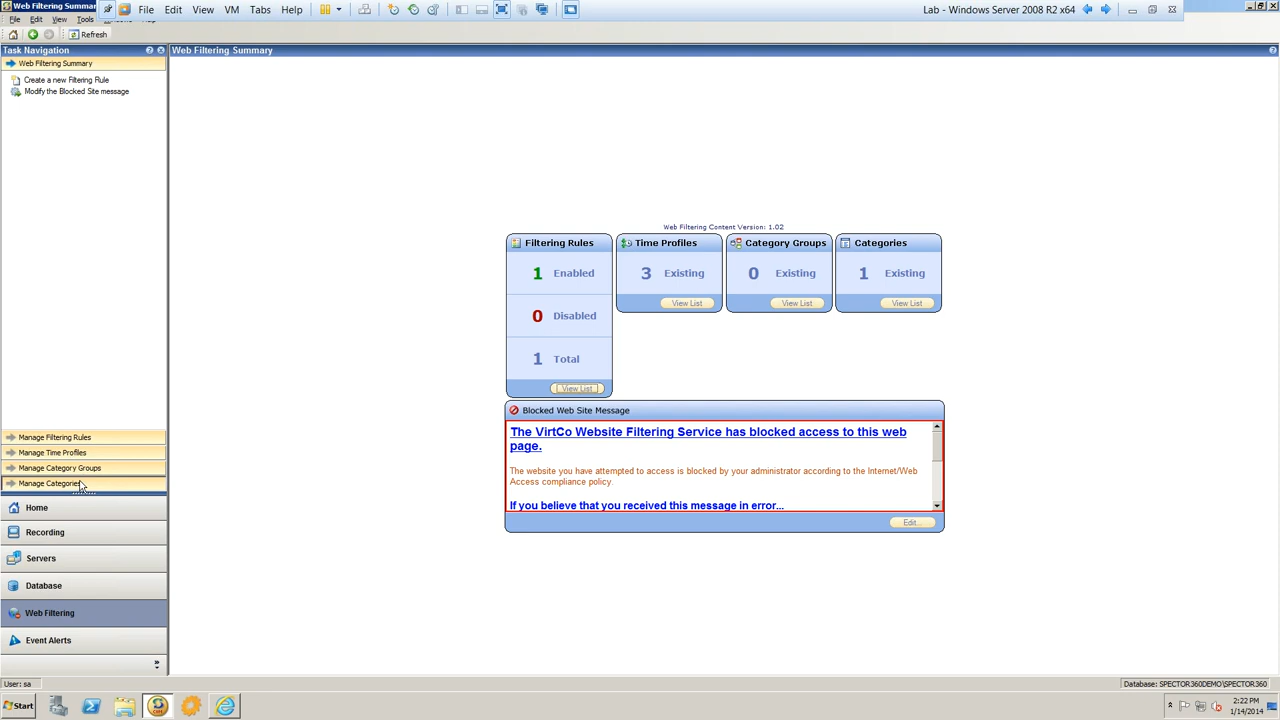 Web Filtering Summar
File Edit View VM Tabs Help
Lab - Windows Server 2008 R2 x64
File Edit View Tools
Refresh
Task Navigation
Web Filtering Summary
Web Filtering Summary
Create a new Filtering Rule
Modify the Blocked Site message
Web Filtering Content Version: 1.02
Filtering Rules
Time Profiles
Category Groups
Categories
1 Enabled
3 Existing
0 Existing
1 Existing
View List
View List
View List
0 Disabled
1 Total
View List
Blocked Web Site Message
The VirtCo Website Filtering Service has blocked access to this web
page.
The website you have attempted to access is blocked by your administrator according to the Internet/Web
Access compliance policy.
If you believe that you received this message in error...
Edit...
Manage Filtering Rules
Manage Time Profiles
Manage Category Groups
Manage Categories
Home
Recording
Servers
Database
Web Filtering
Event Alerts
User: sa
Database: SPECTOR360DEMO\SPECTOR360
Start
2:22 PM
1/14/2014